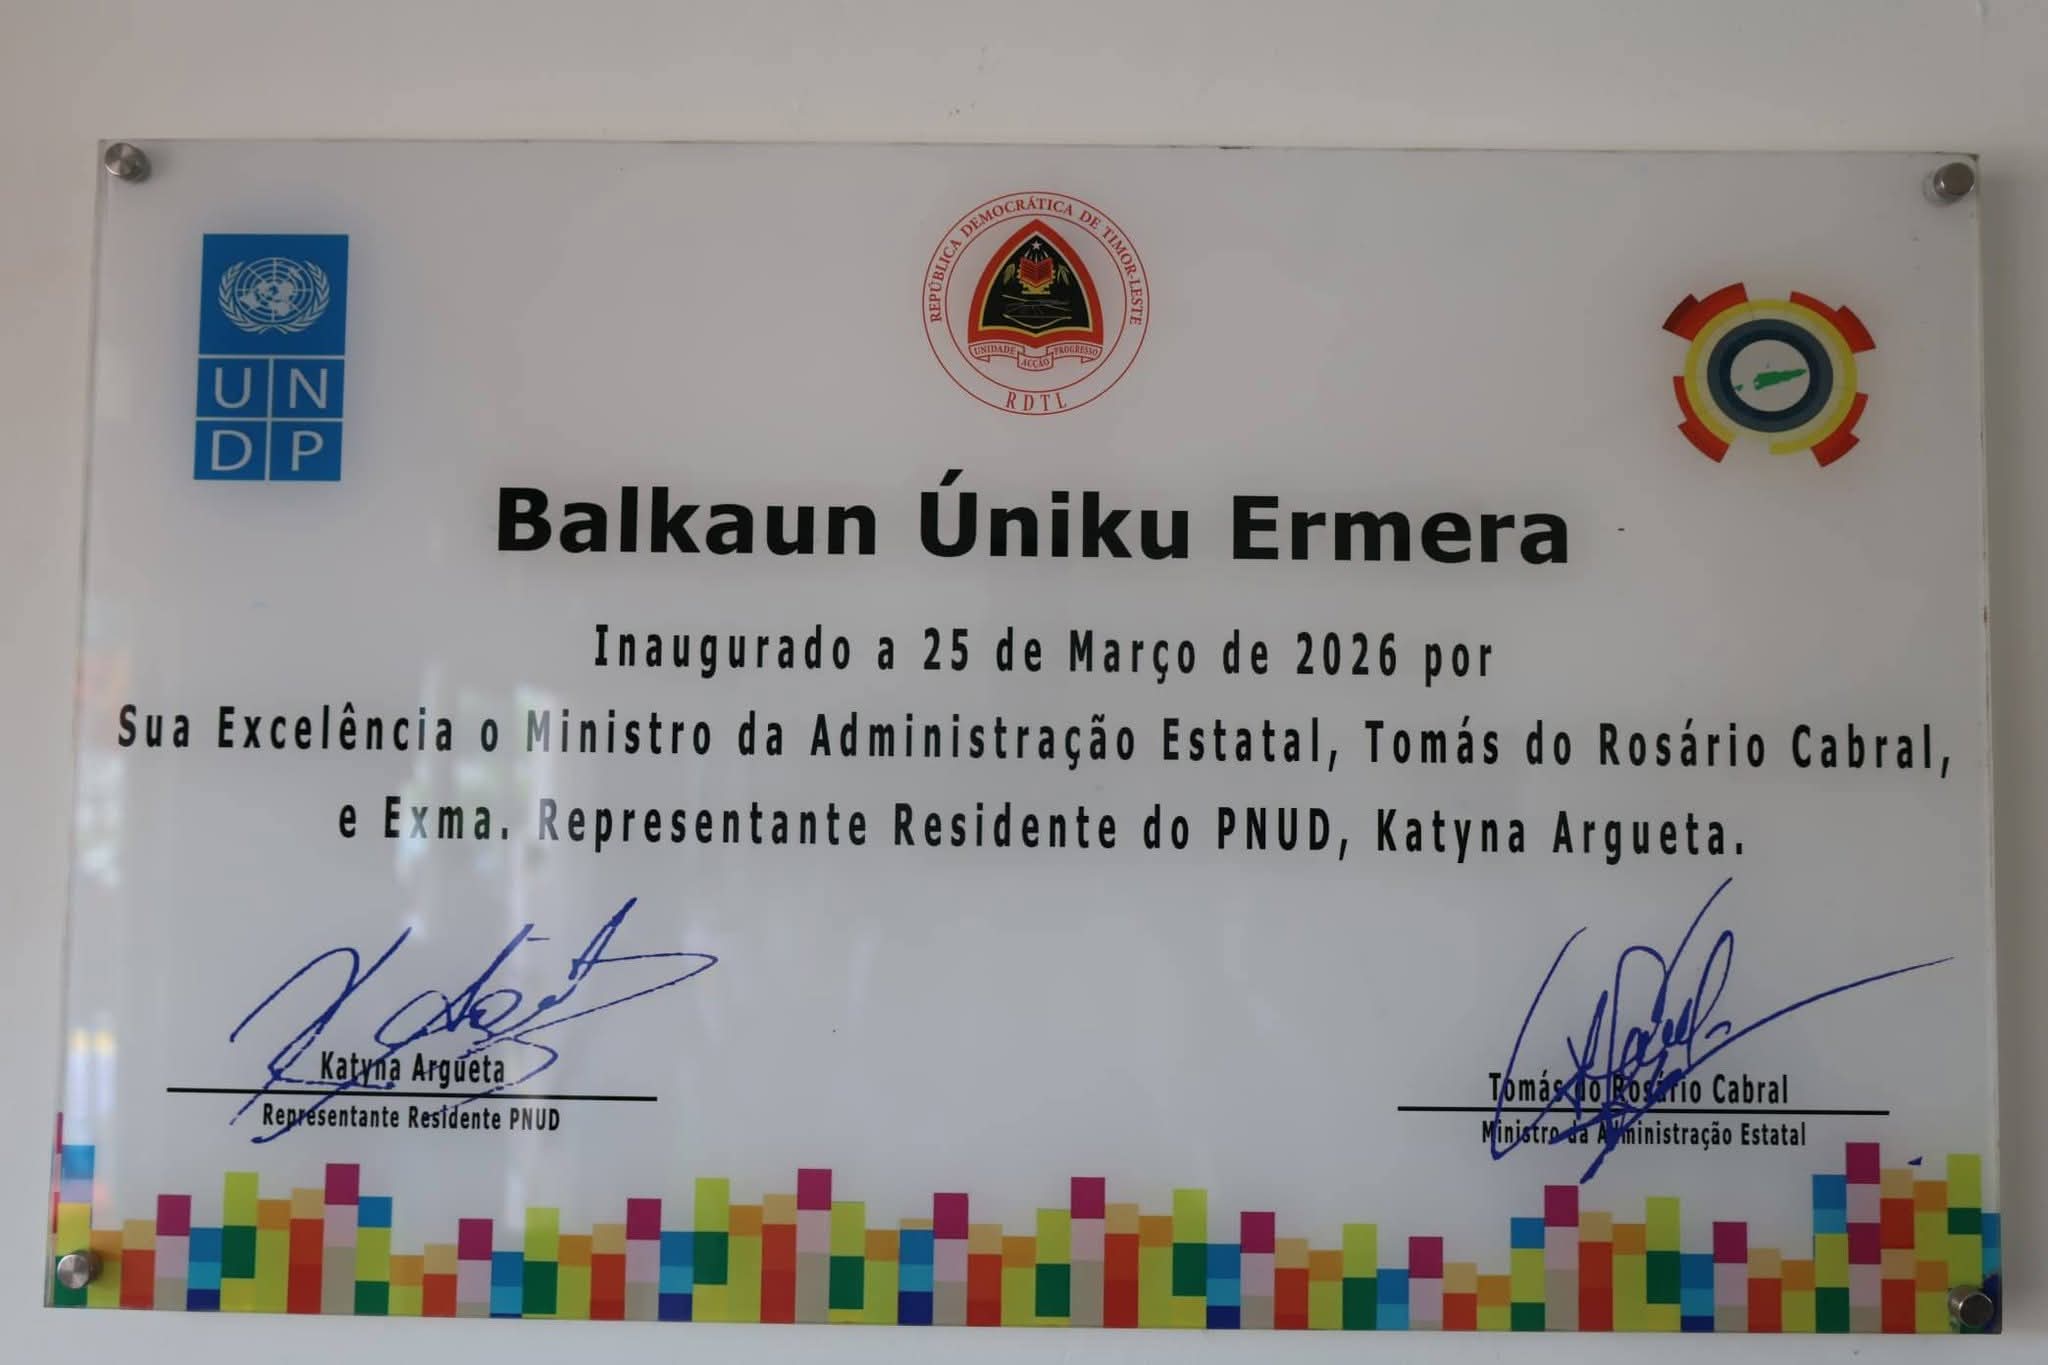 UN
DP
REPÚBLICA DEMOCRÁTICA DE TIMOR-LESTE
UNIDADE ACÇÃO PROGRESSO
RDTL
Balkaun Úniku Ermera
Inaugurado a 25 de Março de 2026 por
Sua Excelência o Ministro da Administração Estatal, Tomás do Rosário Cabral,
e Exma. Representante Residente do PNUD, Katyna Argueta.
Katyna Argueta
Representante Residente PNUD
Tomás do Rosário Cabral
Ministro da Administração Estatal